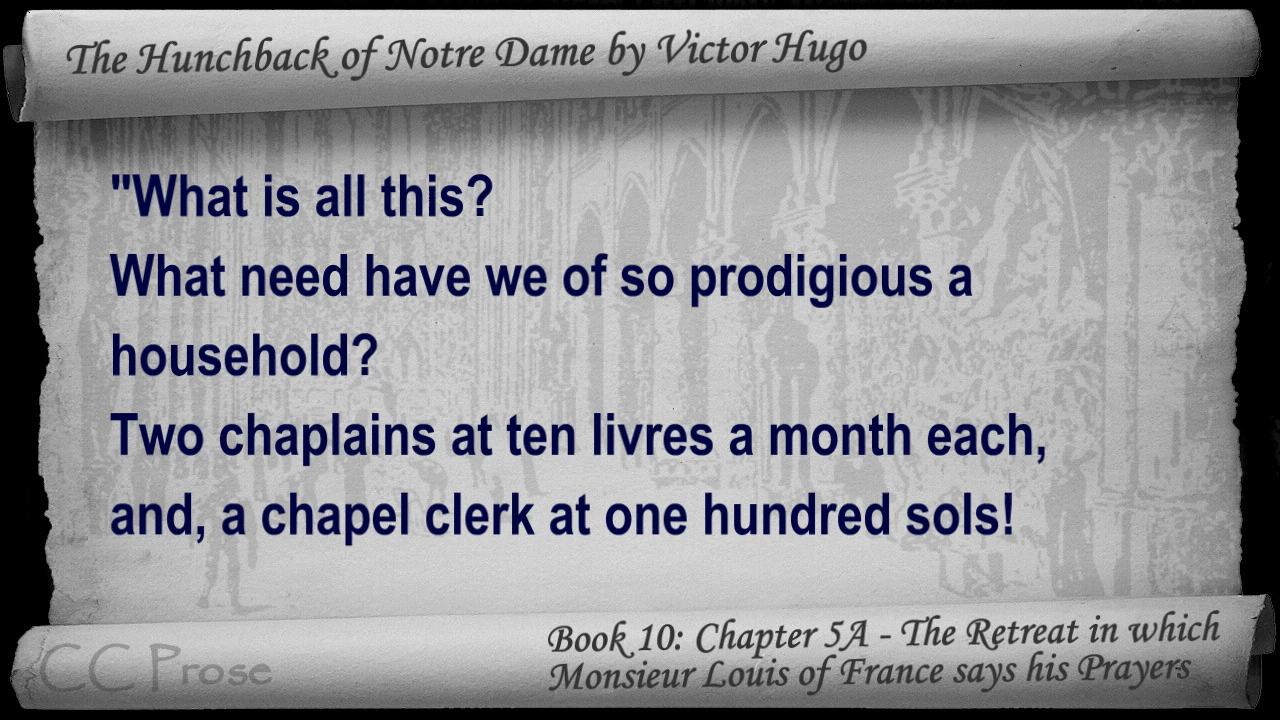 The Hunchback of Notre Dame by Victor Hugo
"What is all this?
What need have we of so prodigious a
household?
Two chaplains at ten livres a month each,
and, a chapel clerk at one hundred sols!
CC Prose
Book 10: Chapter 5A - The Retreat in which
Monsieur Louis of France says his Prayers